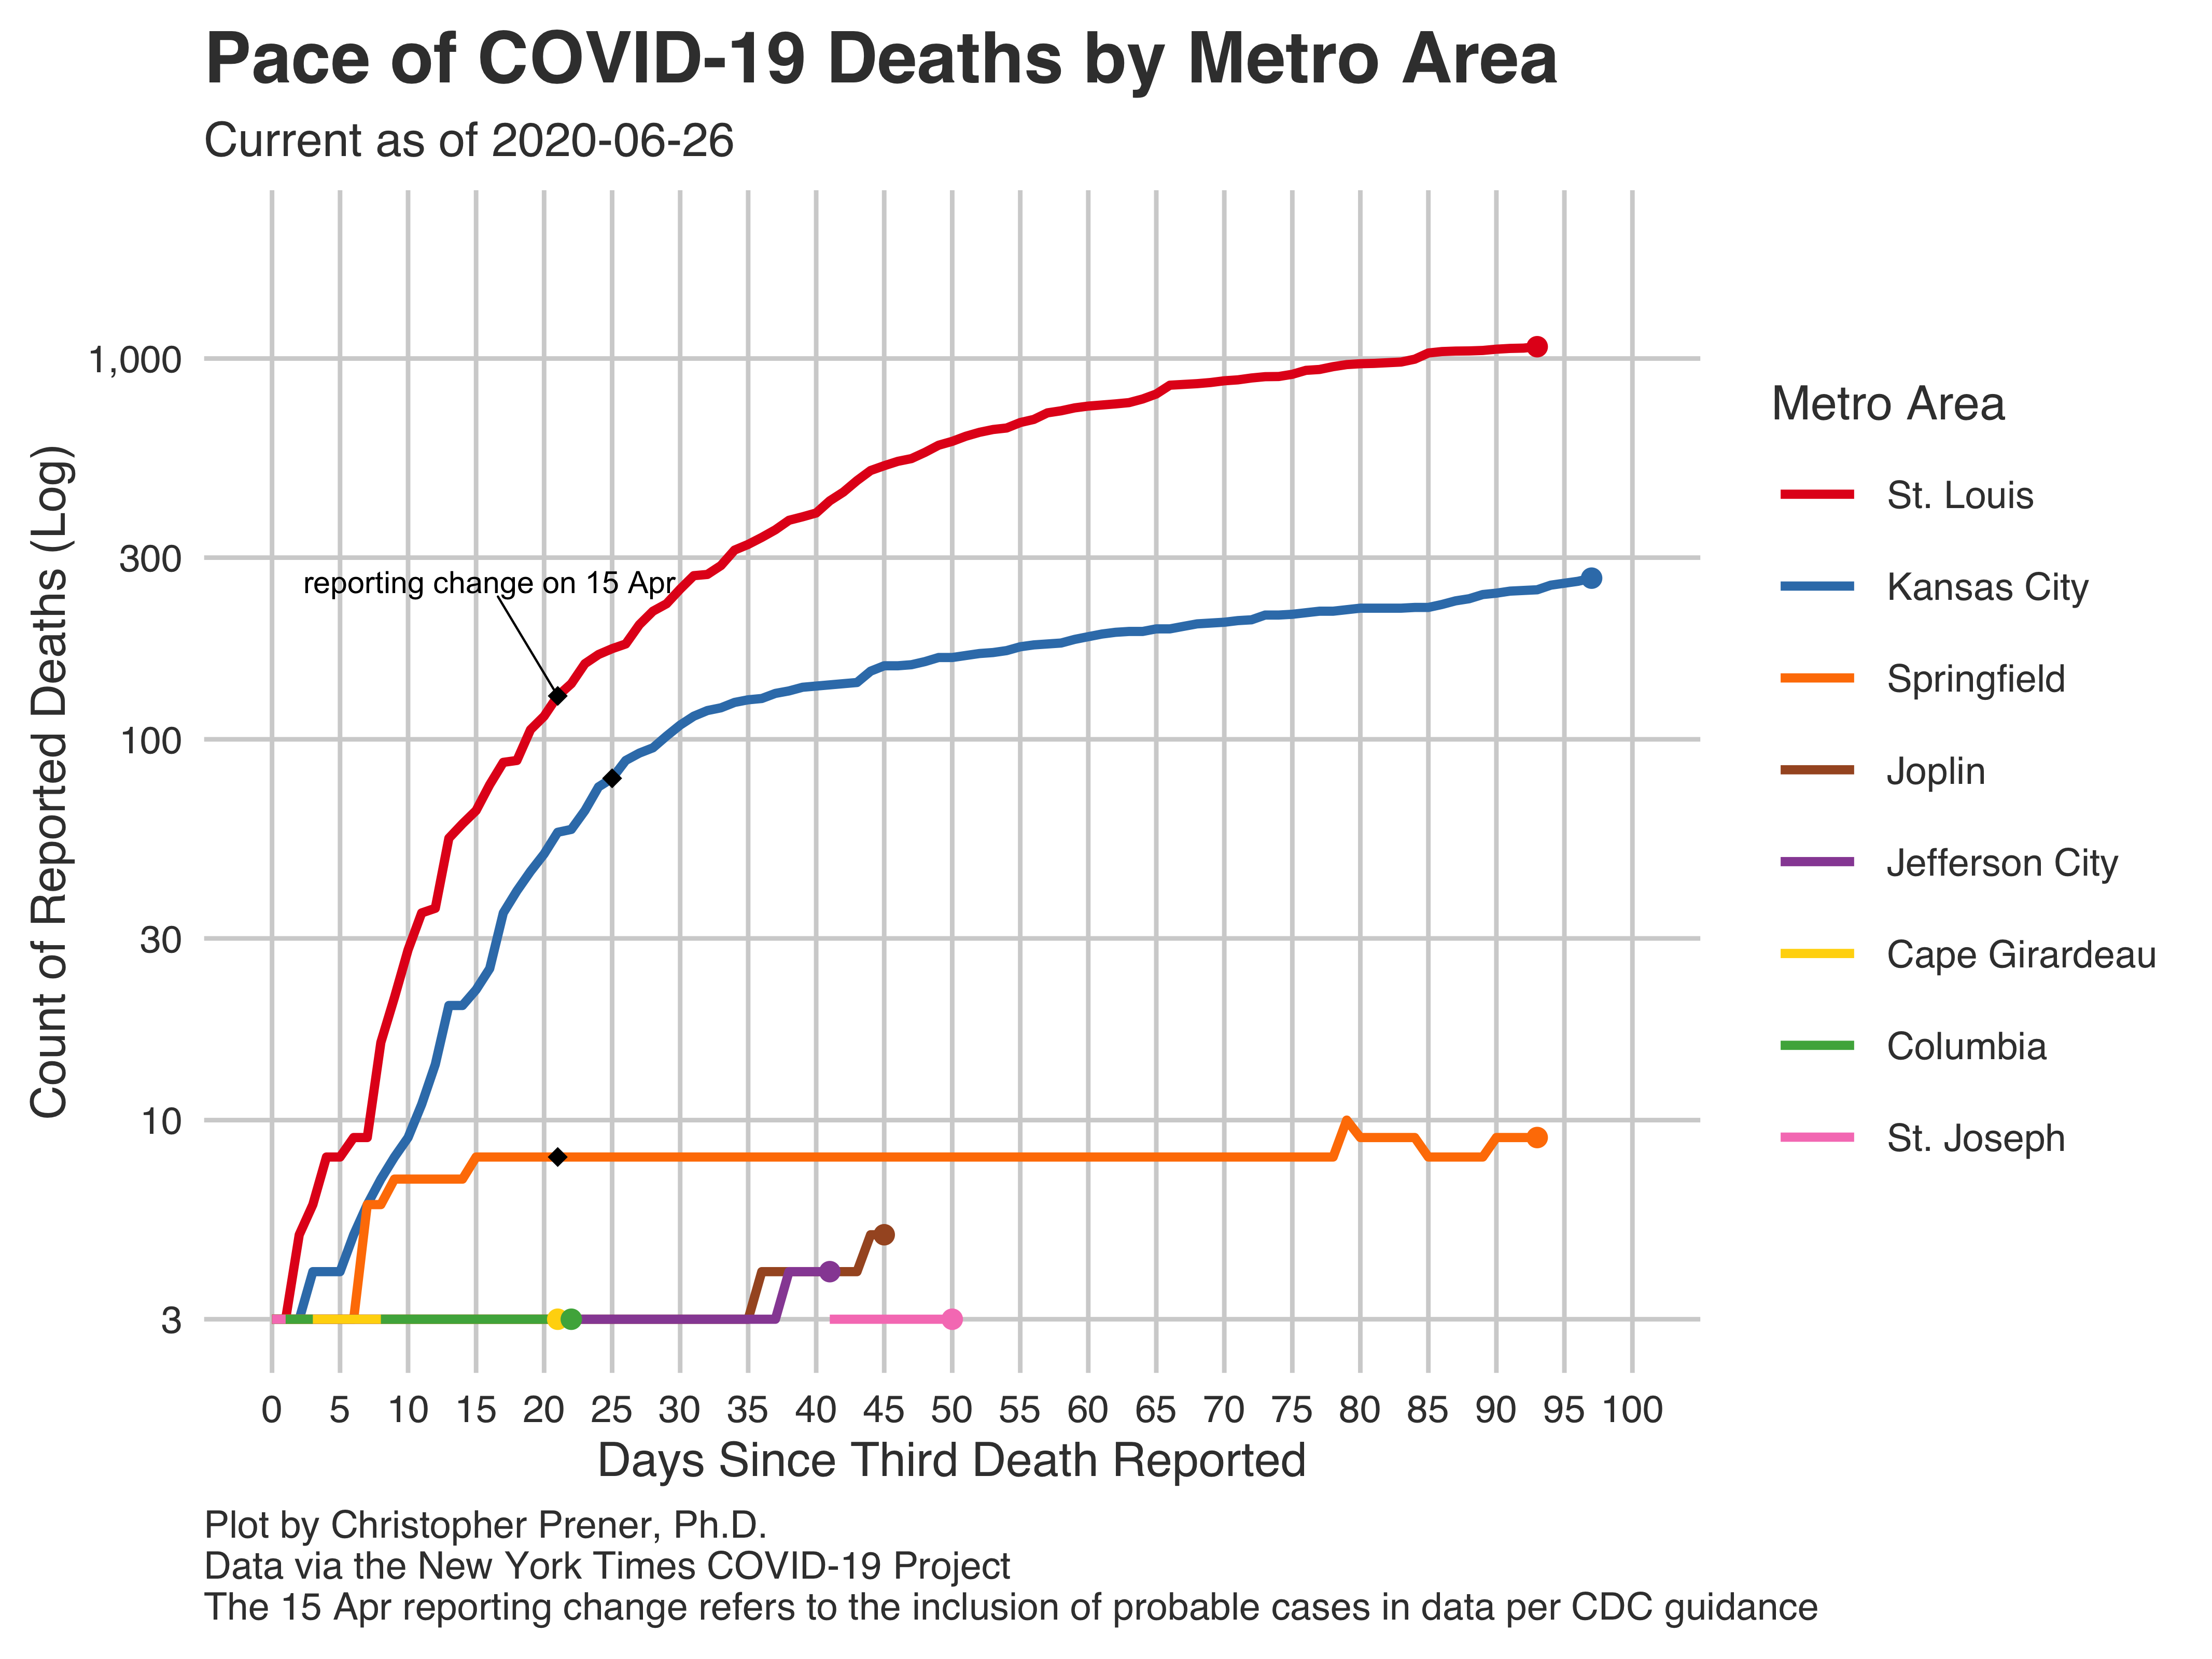 Pace of COVID-19 Deaths by Metro Area
Current as of 2020-06-26
Count of Reported Deaths (Log)
1,000
300
100
30
10
3
reporting change on 15 Apr
0 5 10 15 20 25 30 35 40 45 50 55 60 65 70 75 80 85 90 95 100
Days Since Third Death Reported
Metro Area
St. Louis
Kansas City
Springfield
Joplin
Jefferson City
Cape Girardeau
Columbia
St. Joseph
Plot by Christopher Prener, Ph.D.
Data via the New York Times COVID-19 Project
The 15 Apr reporting change refers to the inclusion of probable cases in data per CDC guidance